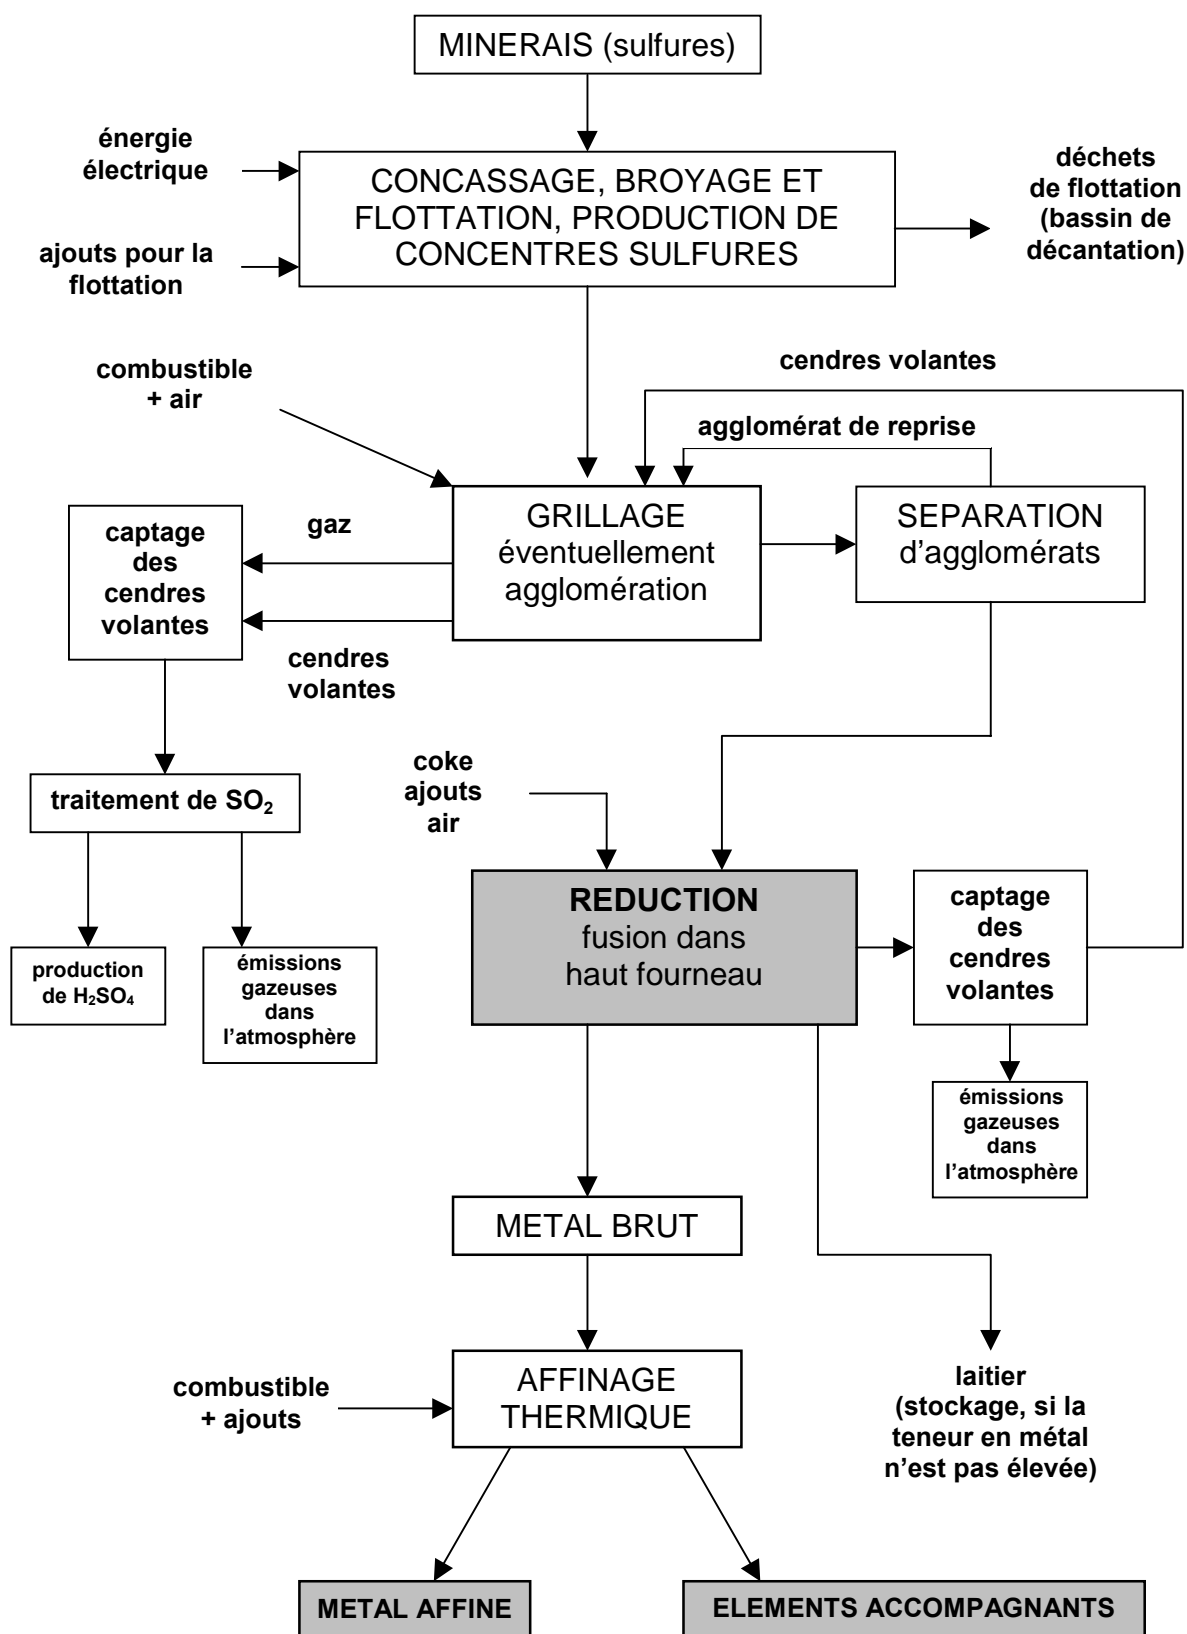 MINERAIS (sulfures)
énergie
électrique
CONCASSAGE, BROYAGE ET
FLOTTATION, PRODUCTION DE
CONCENTRES SULFURES
déchets
de flottation
(bassin de
décantation)
ajouts pour la
flottation
combustible
+ air
cendres volantes
agglomérat de reprise
GRILLAGE
éventuellement
agglomération
SEPARATION
d’agglomérats
gaz
captage
des
cendres
volantes
cendres
volantes
traitement de SO₂
coke
ajouts
air
production
de H₂SO₄
émissions
gazeuses
dans
l’atmosphère
REDUCTION
fusion dans
haut fourneau
captage
des
cendres
volantes
émissions
gazeuses
dans
l’atmosphère
METAL BRUT
combustible
+ ajouts
AFFINAGE
THERMIQUE
laitier
(stockage, si la
teneur en métal
n’est pas élevée)
METAL AFFINE
ELEMENTS ACCOMPAGNANTS